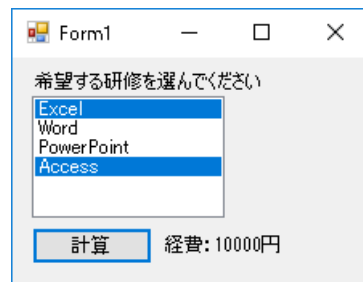 Form1
希望する研修を選んでください
Excel
Word
PowerPoint
Access
計算 経費: 10000円